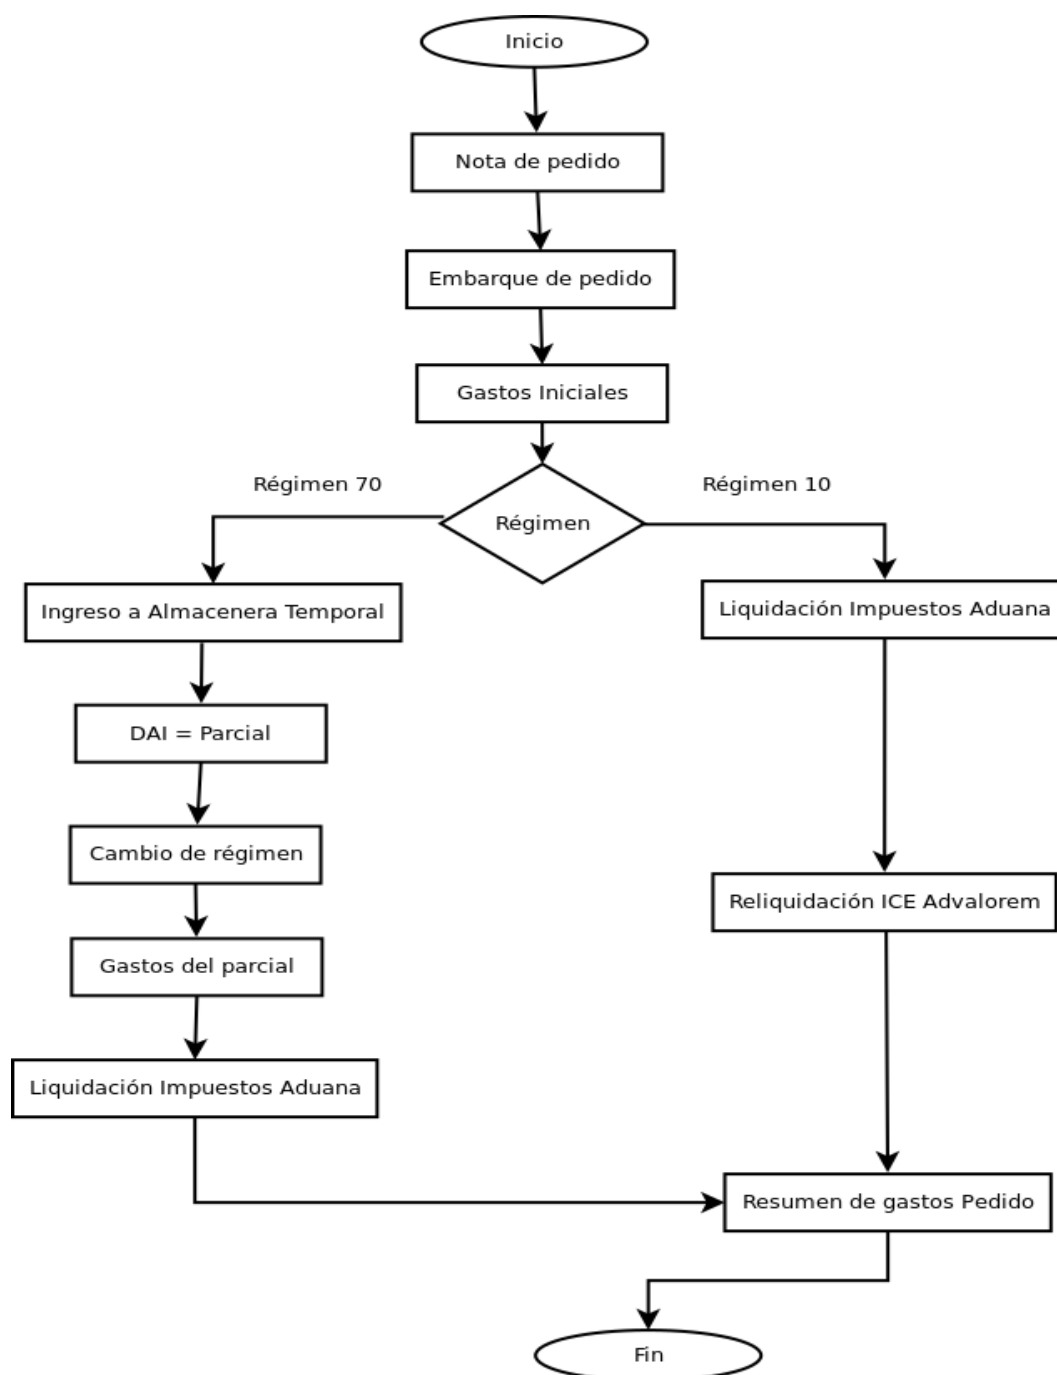 Inicio
Nota de pedido
Embarque de pedido
Gastos Iniciales
Régimen
Régimen 70
Ingreso a Almacenera Temporal
DAI = Parcial
Cambio de régimen
Gastos del parcial
Liquidación Impuestos Aduana
Régimen 10
Liquidación Impuestos Aduana
Reliquidación ICE Advalorem
Resumen de gastos Pedido
Fin